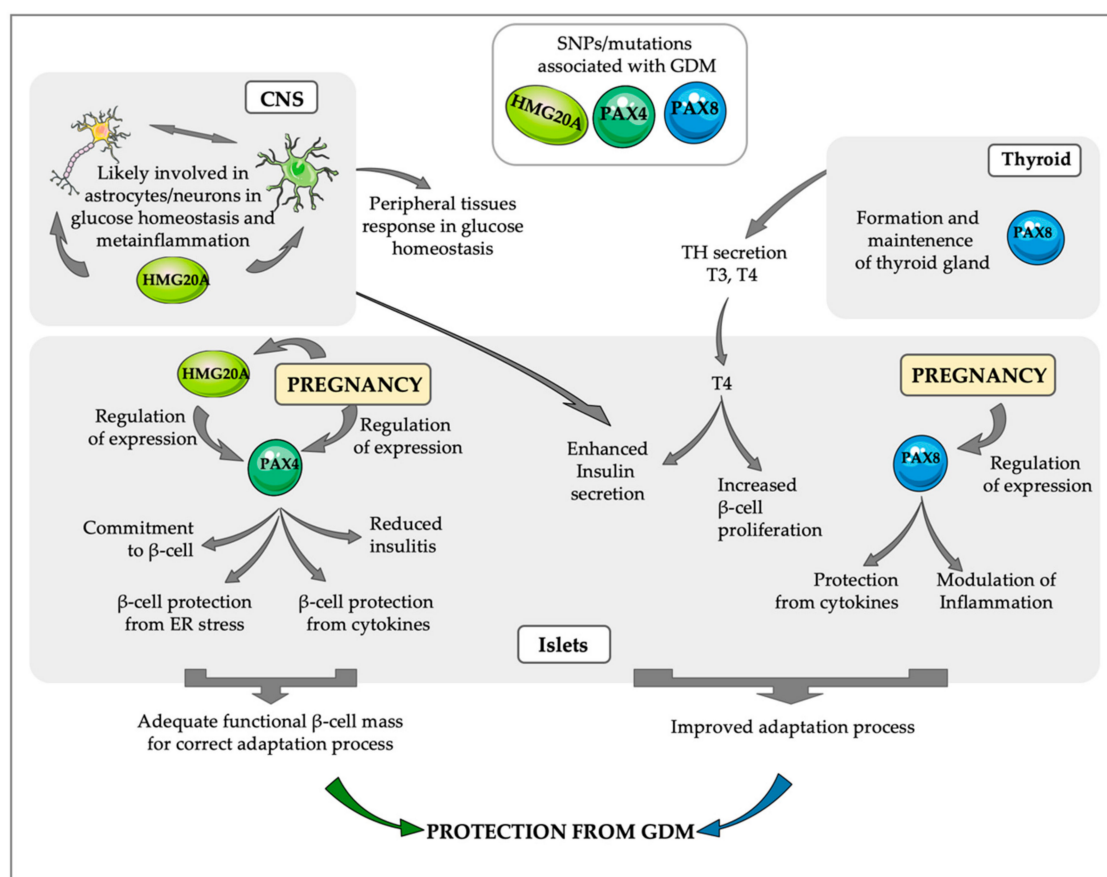 SNPs/mutations
associated with GDM
HMG20A
PAX4
PAX8
CNS
Likely involved in
astrocytes/neurons in
glucose homeostasis and
metainflammation
HMG20A
Peripheral tissues
response in glucose
homeostasis
Thyroid
Formation and
maintenence
of thyroid gland
PAX8
TH secretion
T3, T4
HMG20A
PREGNANCY
Regulation
of expression
Regulation
of expression
PAX4
Commitment
to β-cell
Reduced
insulitis
β-cell protection
from ER stress
β-cell protection
from cytokines
T4
Enhanced
Insulin
secretion
Increased
β-cell
proliferation
PREGNANCY
PAX8
Regulation
of expression
Protection
from cytokines
Modulation of
Inflammation
Islets
Adequate functional β-cell mass
for correct adaptation process
Improved adaptation process
PROTECTION FROM GDM